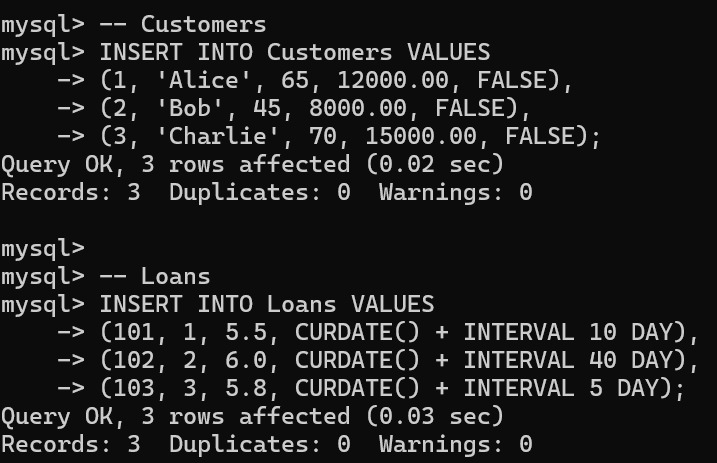 mysql> -- Customers
mysql> INSERT INTO Customers VALUES
    -> (1, 'Alice', 65, 12000.00, FALSE),
    -> (2, 'Bob', 45, 8000.00, FALSE),
    -> (3, 'Charlie', 70, 15000.00, FALSE);
Query OK, 3 rows affected (0.02 sec)
Records: 3  Duplicates: 0  Warnings: 0

mysql>
mysql> -- Loans
mysql> INSERT INTO Loans VALUES
    -> (101, 1, 5.5, CURDATE() + INTERVAL 10 DAY),
    -> (102, 2, 6.0, CURDATE() + INTERVAL 40 DAY),
    -> (103, 3, 5.8, CURDATE() + INTERVAL 5 DAY);
Query OK, 3 rows affected (0.03 sec)
Records: 3  Duplicates: 0  Warnings: 0